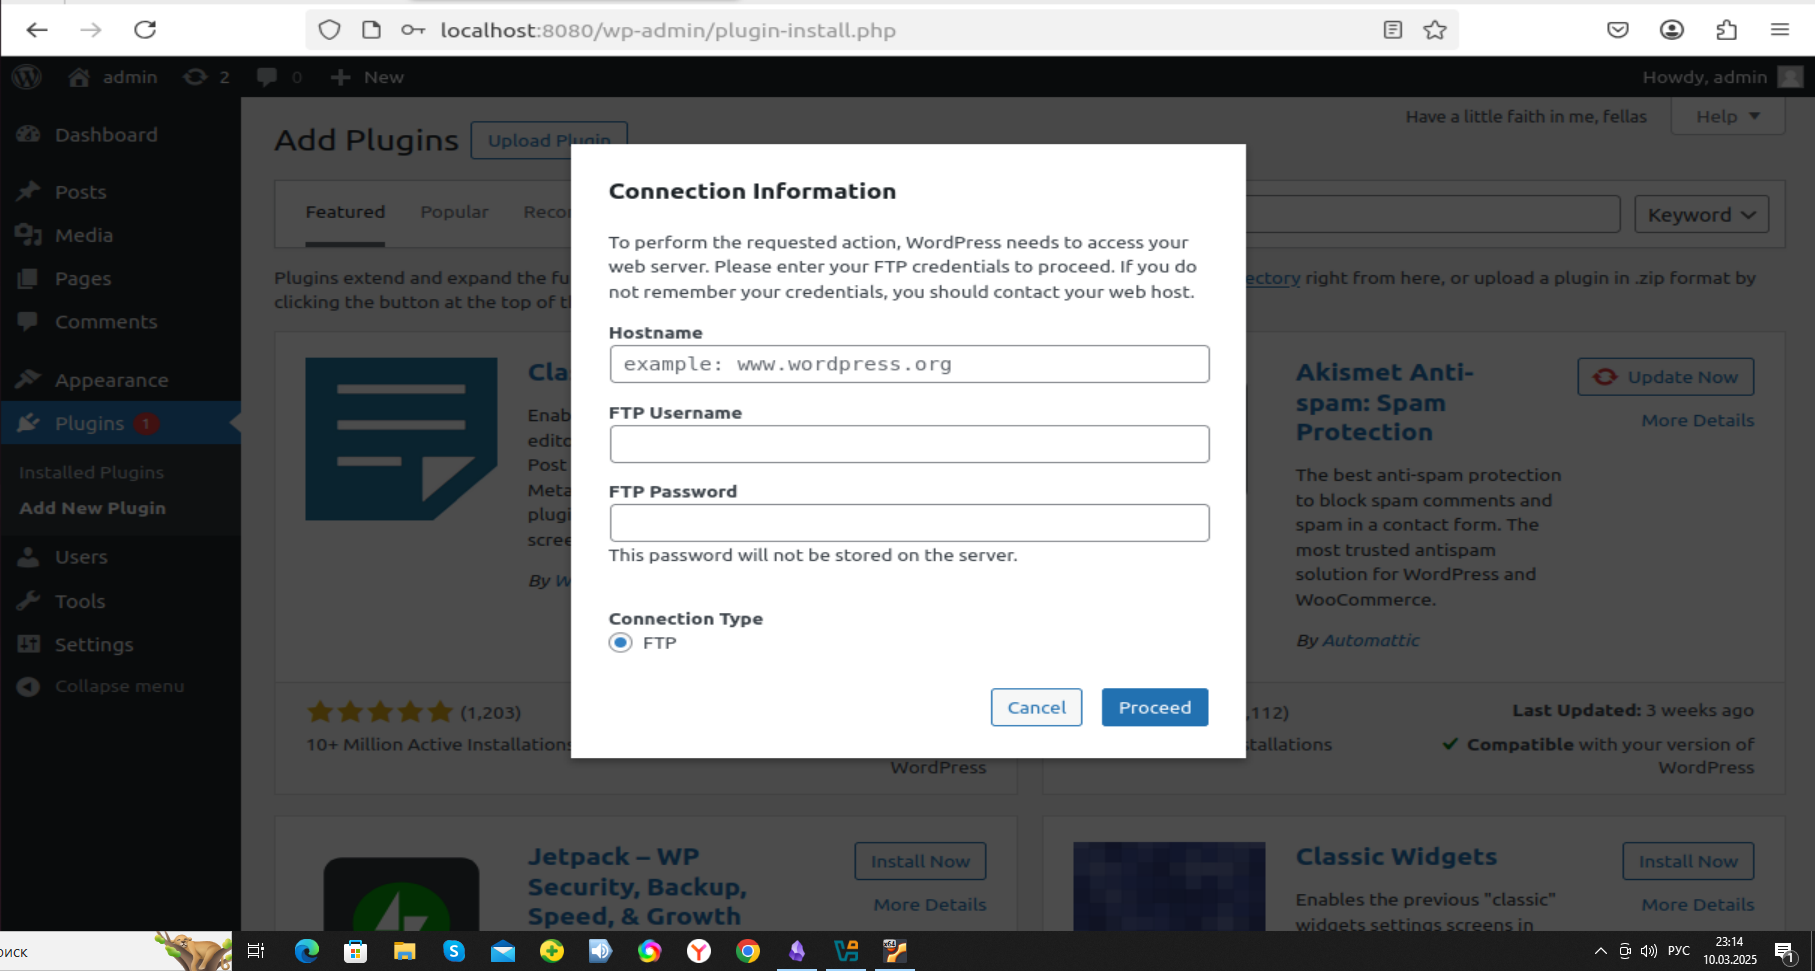 localhost:8080/wp-admin/plugin-install.php
admin 2 0 New Howdy, admin
Have a little faith in me, fellas
Help
Dashboard
Posts
Media
Pages
Comments
Appearance
Plugins 1
Installed Plugins
Add New Plugin
Users
Tools
Settings
Collapse menu
Add Plugins
Upload Plugin
Featured Popular
Keyword
Plugins extend and expand the
right from here, or upload a plugin in .zip format by
clicking the button at the top of
Connection Information
To perform the requested action, WordPress needs to access your
web server. Please enter your FTP credentials to proceed. If you do
not remember your credentials, you should contact your web host.
Hostname
example: www.wordpress.org
FTP Username
FTP Password
This password will not be stored on the server.
Connection Type
FTP
Cancel
Proceed
Post
By
(1,203)
10+ Million Active Installations
WordPress
Akismet Anti-
spam: Spam
Protection
Update Now
More Details
The best anti-spam protection
to block spam comments and
spam in a contact form. The
most trusted antispam
solution for WordPress and
WooCommerce.
By Automattic
,112)
Last Updated: 3 weeks ago
Compatible with your version of
WordPress
Jetpack – WP
Security, Backup,
Speed, & Growth
Install Now
More Details
Classic Widgets
Install Now
More Details
Enables the previous "classic"
widgets settings screens in
РУС
23:14
10.03.2025
1